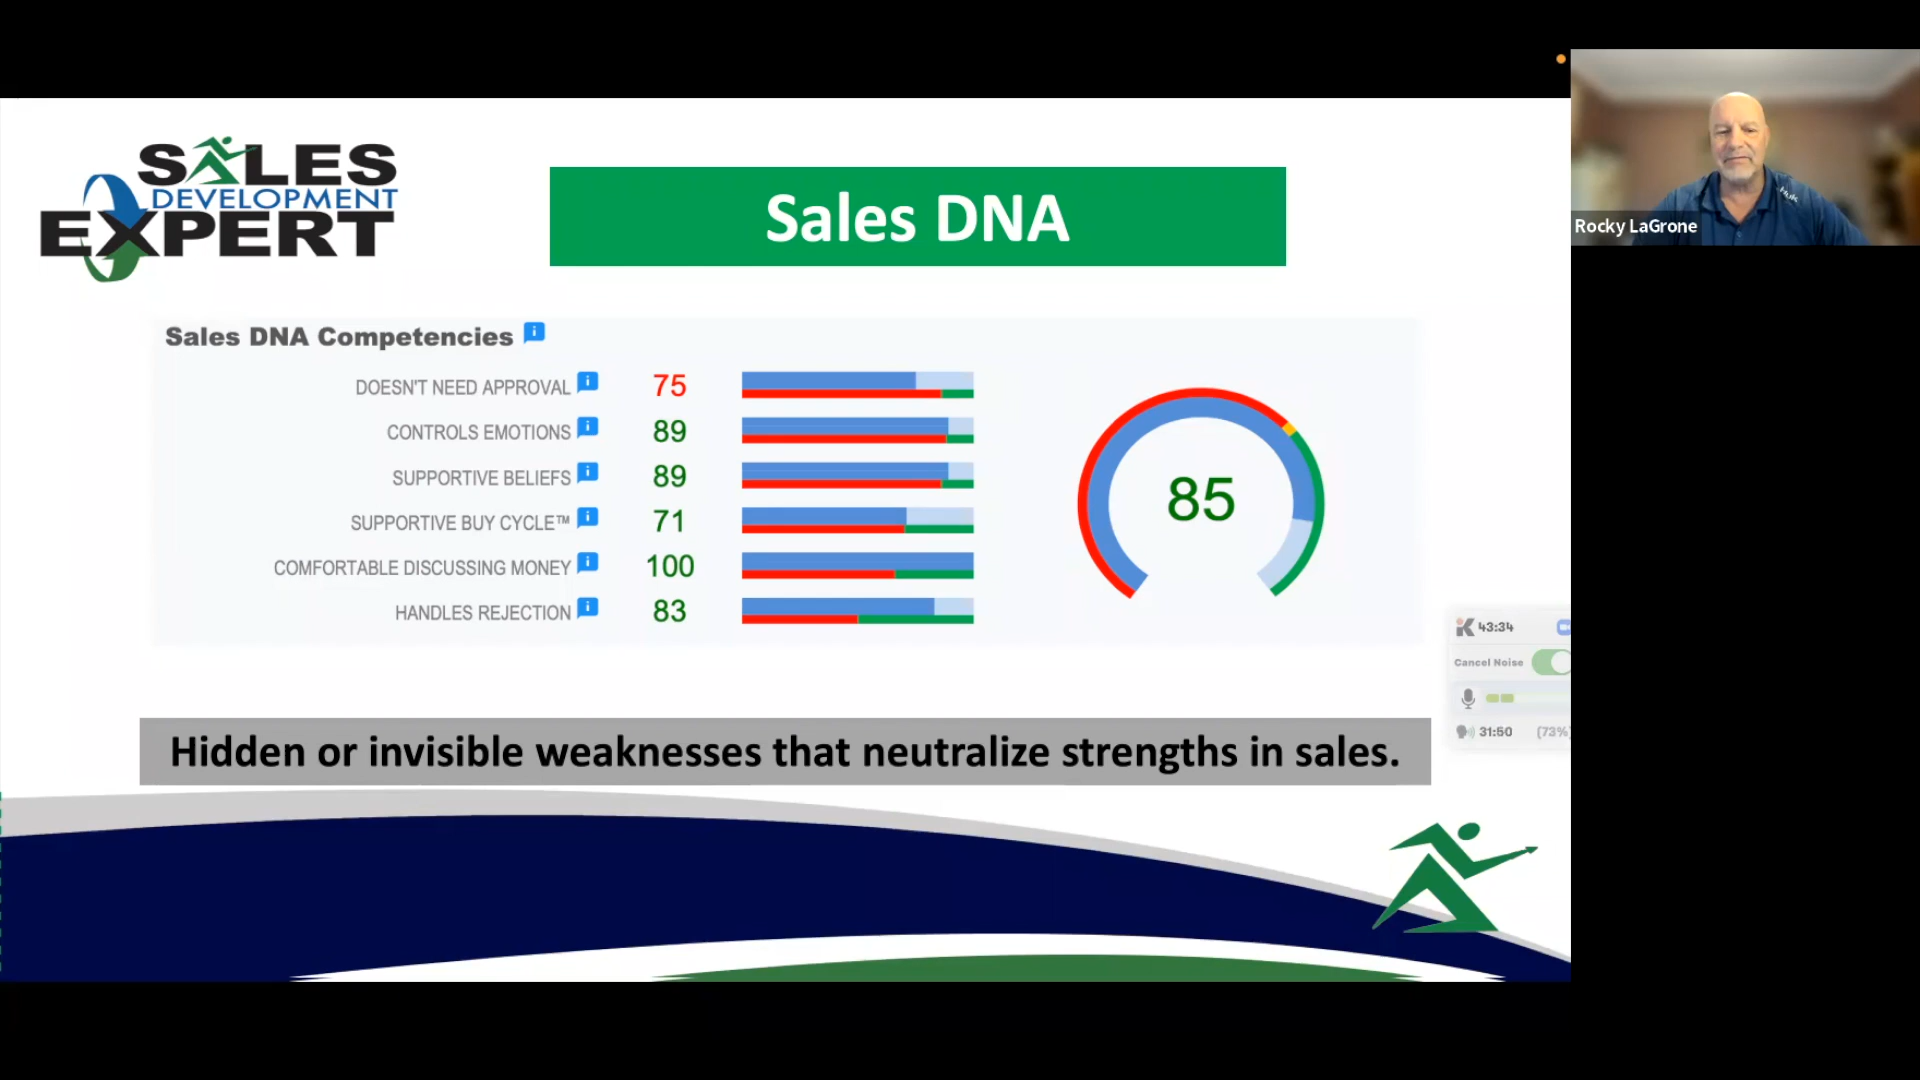 SALES
DEVELOPMENT
EXPERT
Sales DNA
Rocky LaGrone
Sales DNA Competencies
DOESN'T NEED APPROVAL 75
CONTROLS EMOTIONS 89
SUPPORTIVE BELIEFS 89
SUPPORTIVE BUY CYCLE™ 71
COMFORTABLE DISCUSSING MONEY 100
HANDLES REJECTION 83
85
43:34
Cancel Noise
31:50 (73%)
Hidden or invisible weaknesses that neutralize strengths in sales.